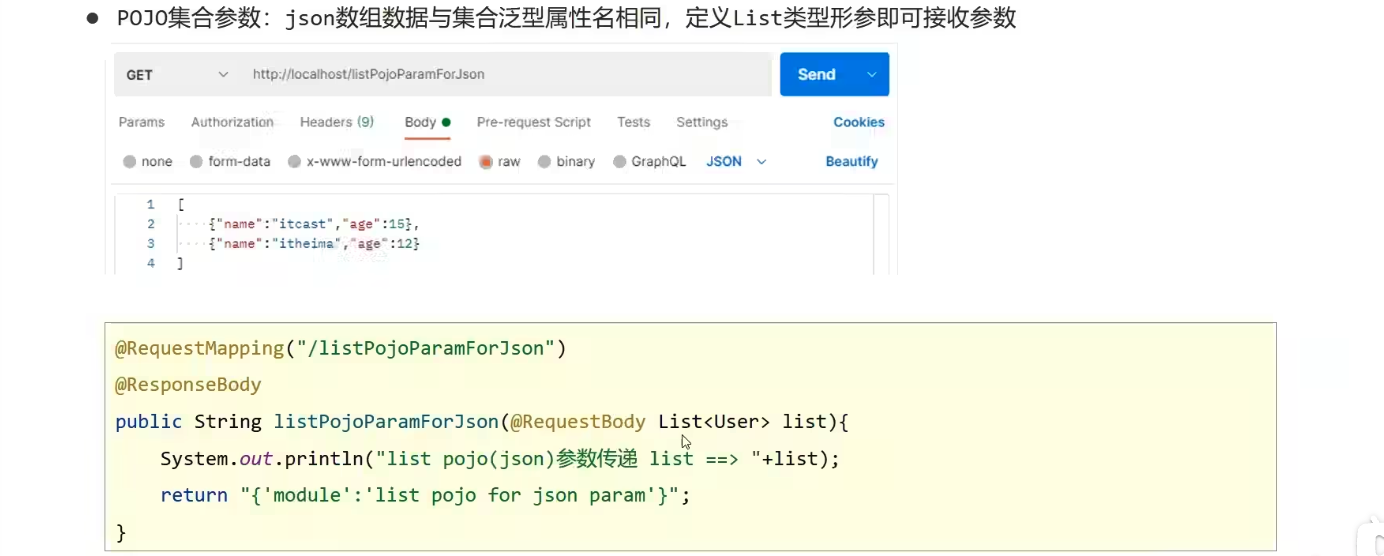 ● POJO集合参数：json数组数据与集合泛型属性名相同，定义List类型形参即可接收参数
GET http://localhost/listPojoParamForJson Send
Params Authorization Headers (9) Body Pre-request Script Tests Settings Cookies
none form-data x-www-form-urlencoded raw binary GraphQL JSON Beautify
1 [
2 {"name":"itcast","age":15},
3 {"name":"itheima","age":12}
4 ]
@RequestMapping("/listPojoParamForJson")
@ResponseBody
public String listPojoParamForJson(@RequestBody List<User> list){
System.out.println("list pojo(json)参数传递 list ==> "+list);
return "{'module':'list pojo for json param'}";
}